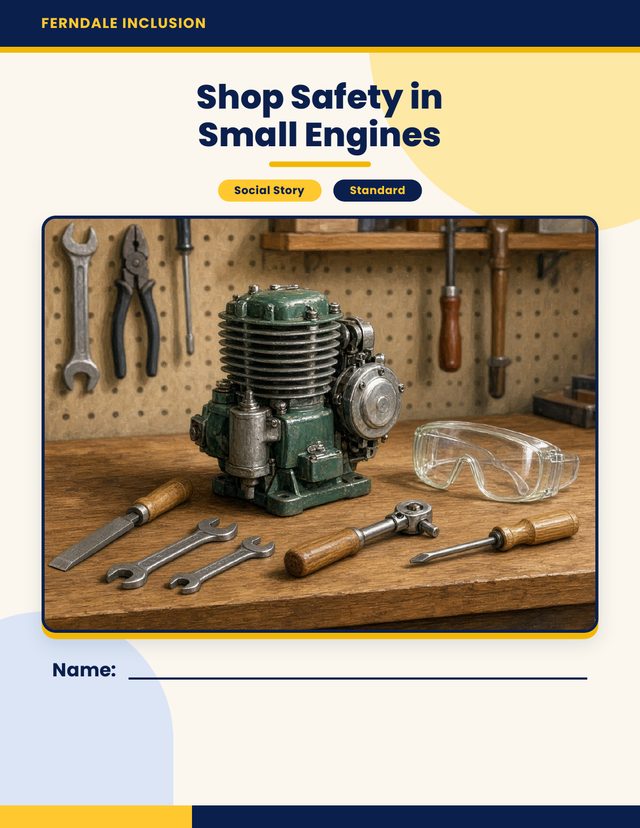 FERNDALE INCLUSION
Shop Safety in
Small Engines
Social Story
Standard
Name: